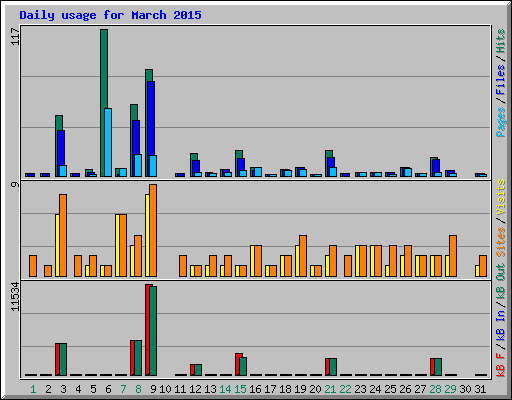 Daily usage for March 2015
117
Pages / Files / Hits
9
Sites / Visits
11534
kB F / kB In / kB Out
1 2 3 4 5 6 7 8 9 10 11 12 13 14 15 16 17 18 19 20 21 22 23 24 25 26 27 28 29 30 31